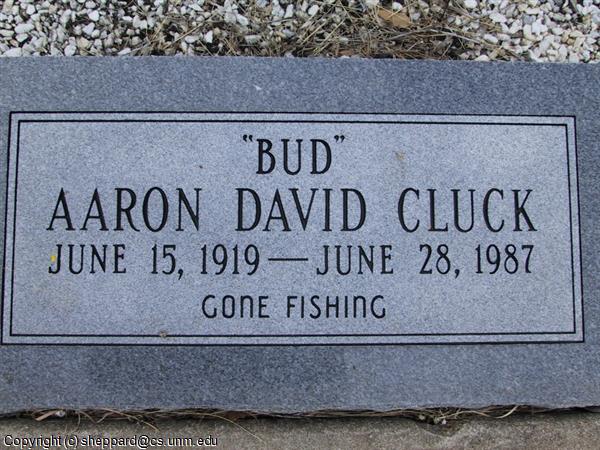 "BUD"
AARON DAVID CLUCK
JUNE 15, 1919 — JUNE 28, 1987
GONE FISHING
Copyright (c) sheppard@cs.unm.edu